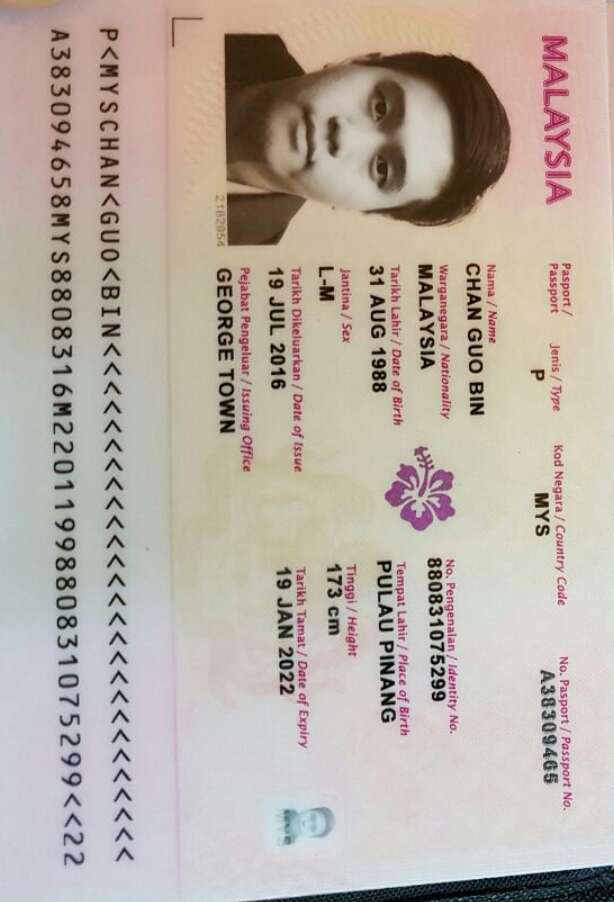 MALAYSIA
Pasport / Passport
Jenis / Type
Kod Negara / Country Code
No. Pasport / Passport No.
P
MYS
A38309465
Nama / Name
CHAN GUO BIN
Warganegara / Nationality
No. Pengenalan / Identity No.
MALAYSIA
880831075299
Tarikh Lahir / Date of Birth
Tempat Lahir / Place of Birth
31 AUG 1988
PULAU PINANG
Jantina / Sex
Tinggi / Height
L-M
173 cm
Tarikh Dikeluarkan / Date of Issue
Tarikh Tamat / Date of Expiry
19 JUL 2016
19 JAN 2022
Pejabat Pengeluar / Issuing Office
GEORGE TOWN
P<MYSCHAN<GUO<BIN<<<<<<<<<<<<<<<<<<<<<<<<<<<
A383094658MYS8808316M2201199880831075299<<22